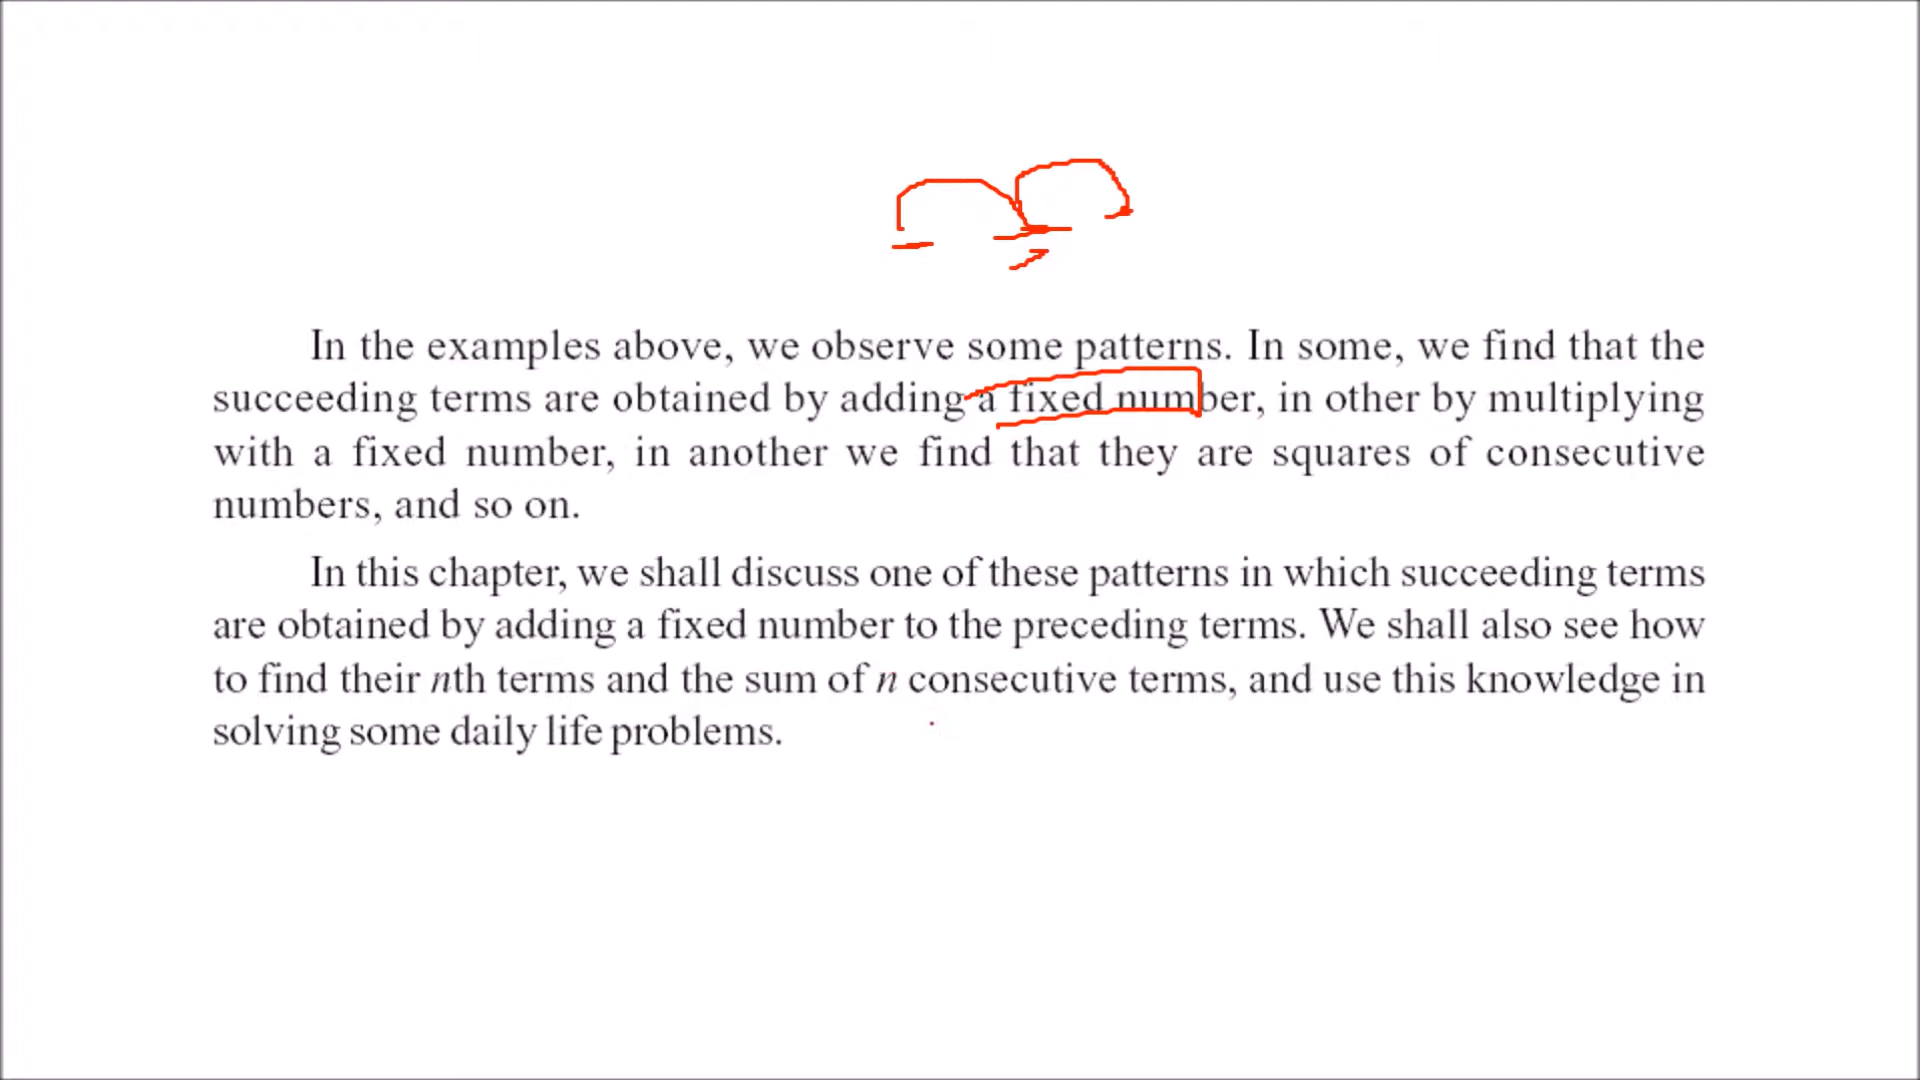 In the examples above, we observe some patterns. In some, we find that the
succeeding terms are obtained by adding a fixed number, in other by multiplying
with a fixed number, in another we find that they are squares of consecutive
numbers, and so on.
In this chapter, we shall discuss one of these patterns in which succeeding terms
are obtained by adding a fixed number to the preceding terms. We shall also see how
to find their nth terms and the sum of n consecutive terms, and use this knowledge in
solving some daily life problems.